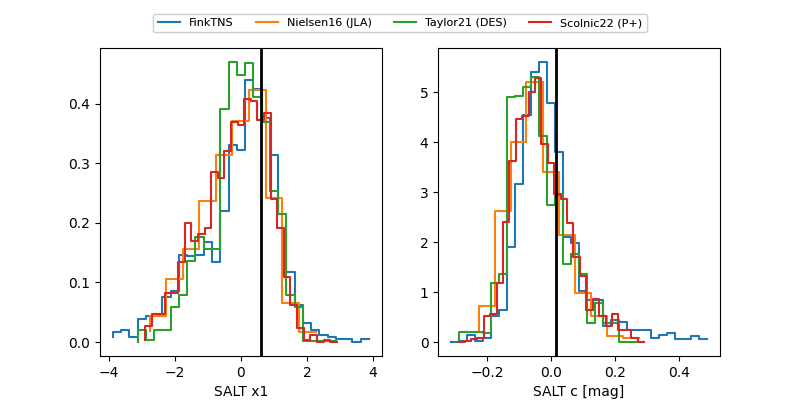 FinkTNS Nielsen16 (JLA) Taylor21 (DES) Scolnic22 (P+)
0.4
0.3
0.2
0.1
0.0
−4 −2 0 2 4
SALT x1
5
4
3
2
1
0
−0.2 0.0 0.2 0.4
SALT c [mag]